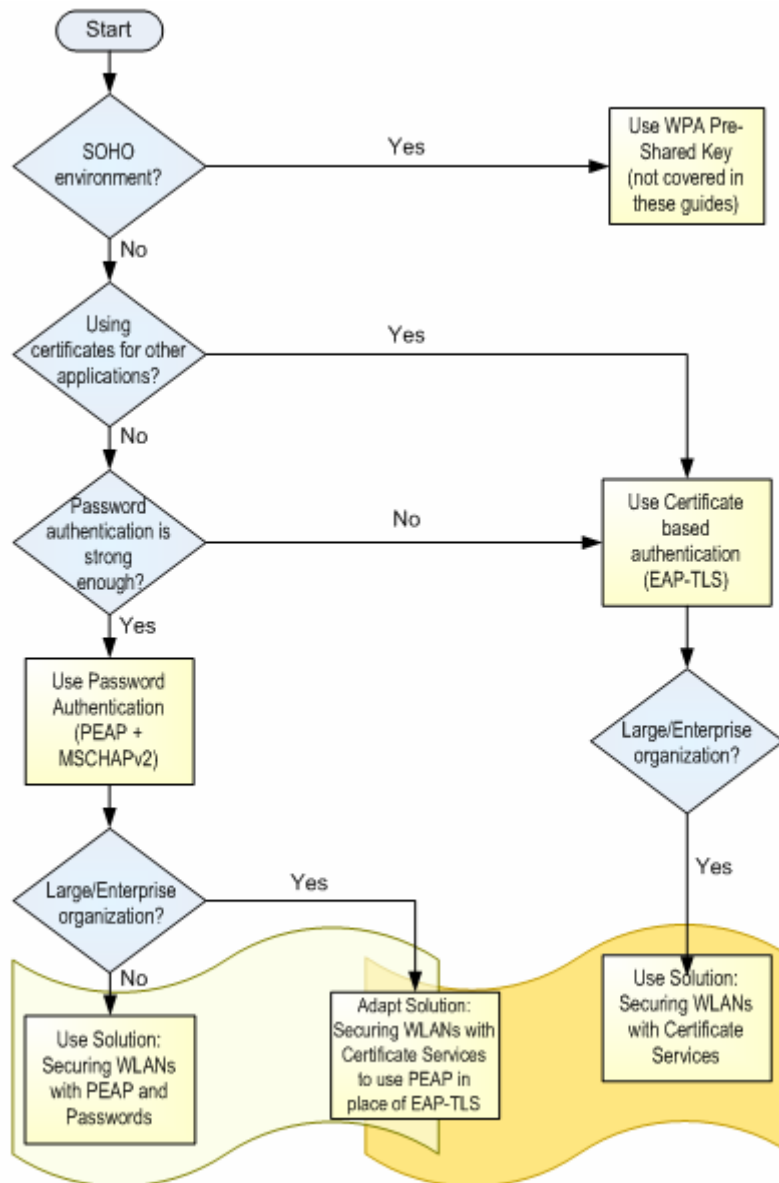 Start
SOHO
environment?
Yes
Use WPA Pre-
Shared Key
(not covered in
these guides)
No
Using
certificates for other
applications?
Yes
No
Password
authentication is
strong
enough?
No
Use Certificate
based
authentication
(EAP-TLS)
Yes
Use Password
Authentication
(PEAP +
MSCHAPv2)
Large/Enterprise
organization?
Yes
Large/Enterprise
organization?
Yes
No
Use Solution:
Securing WLANs
with PEAP and
Passwords
Adapt Solution:
Securing WLANs with
Certificate Services
to use PEAP in
place of EAP-TLS
Use Solution:
Securing WLANs
with Certificate
Services